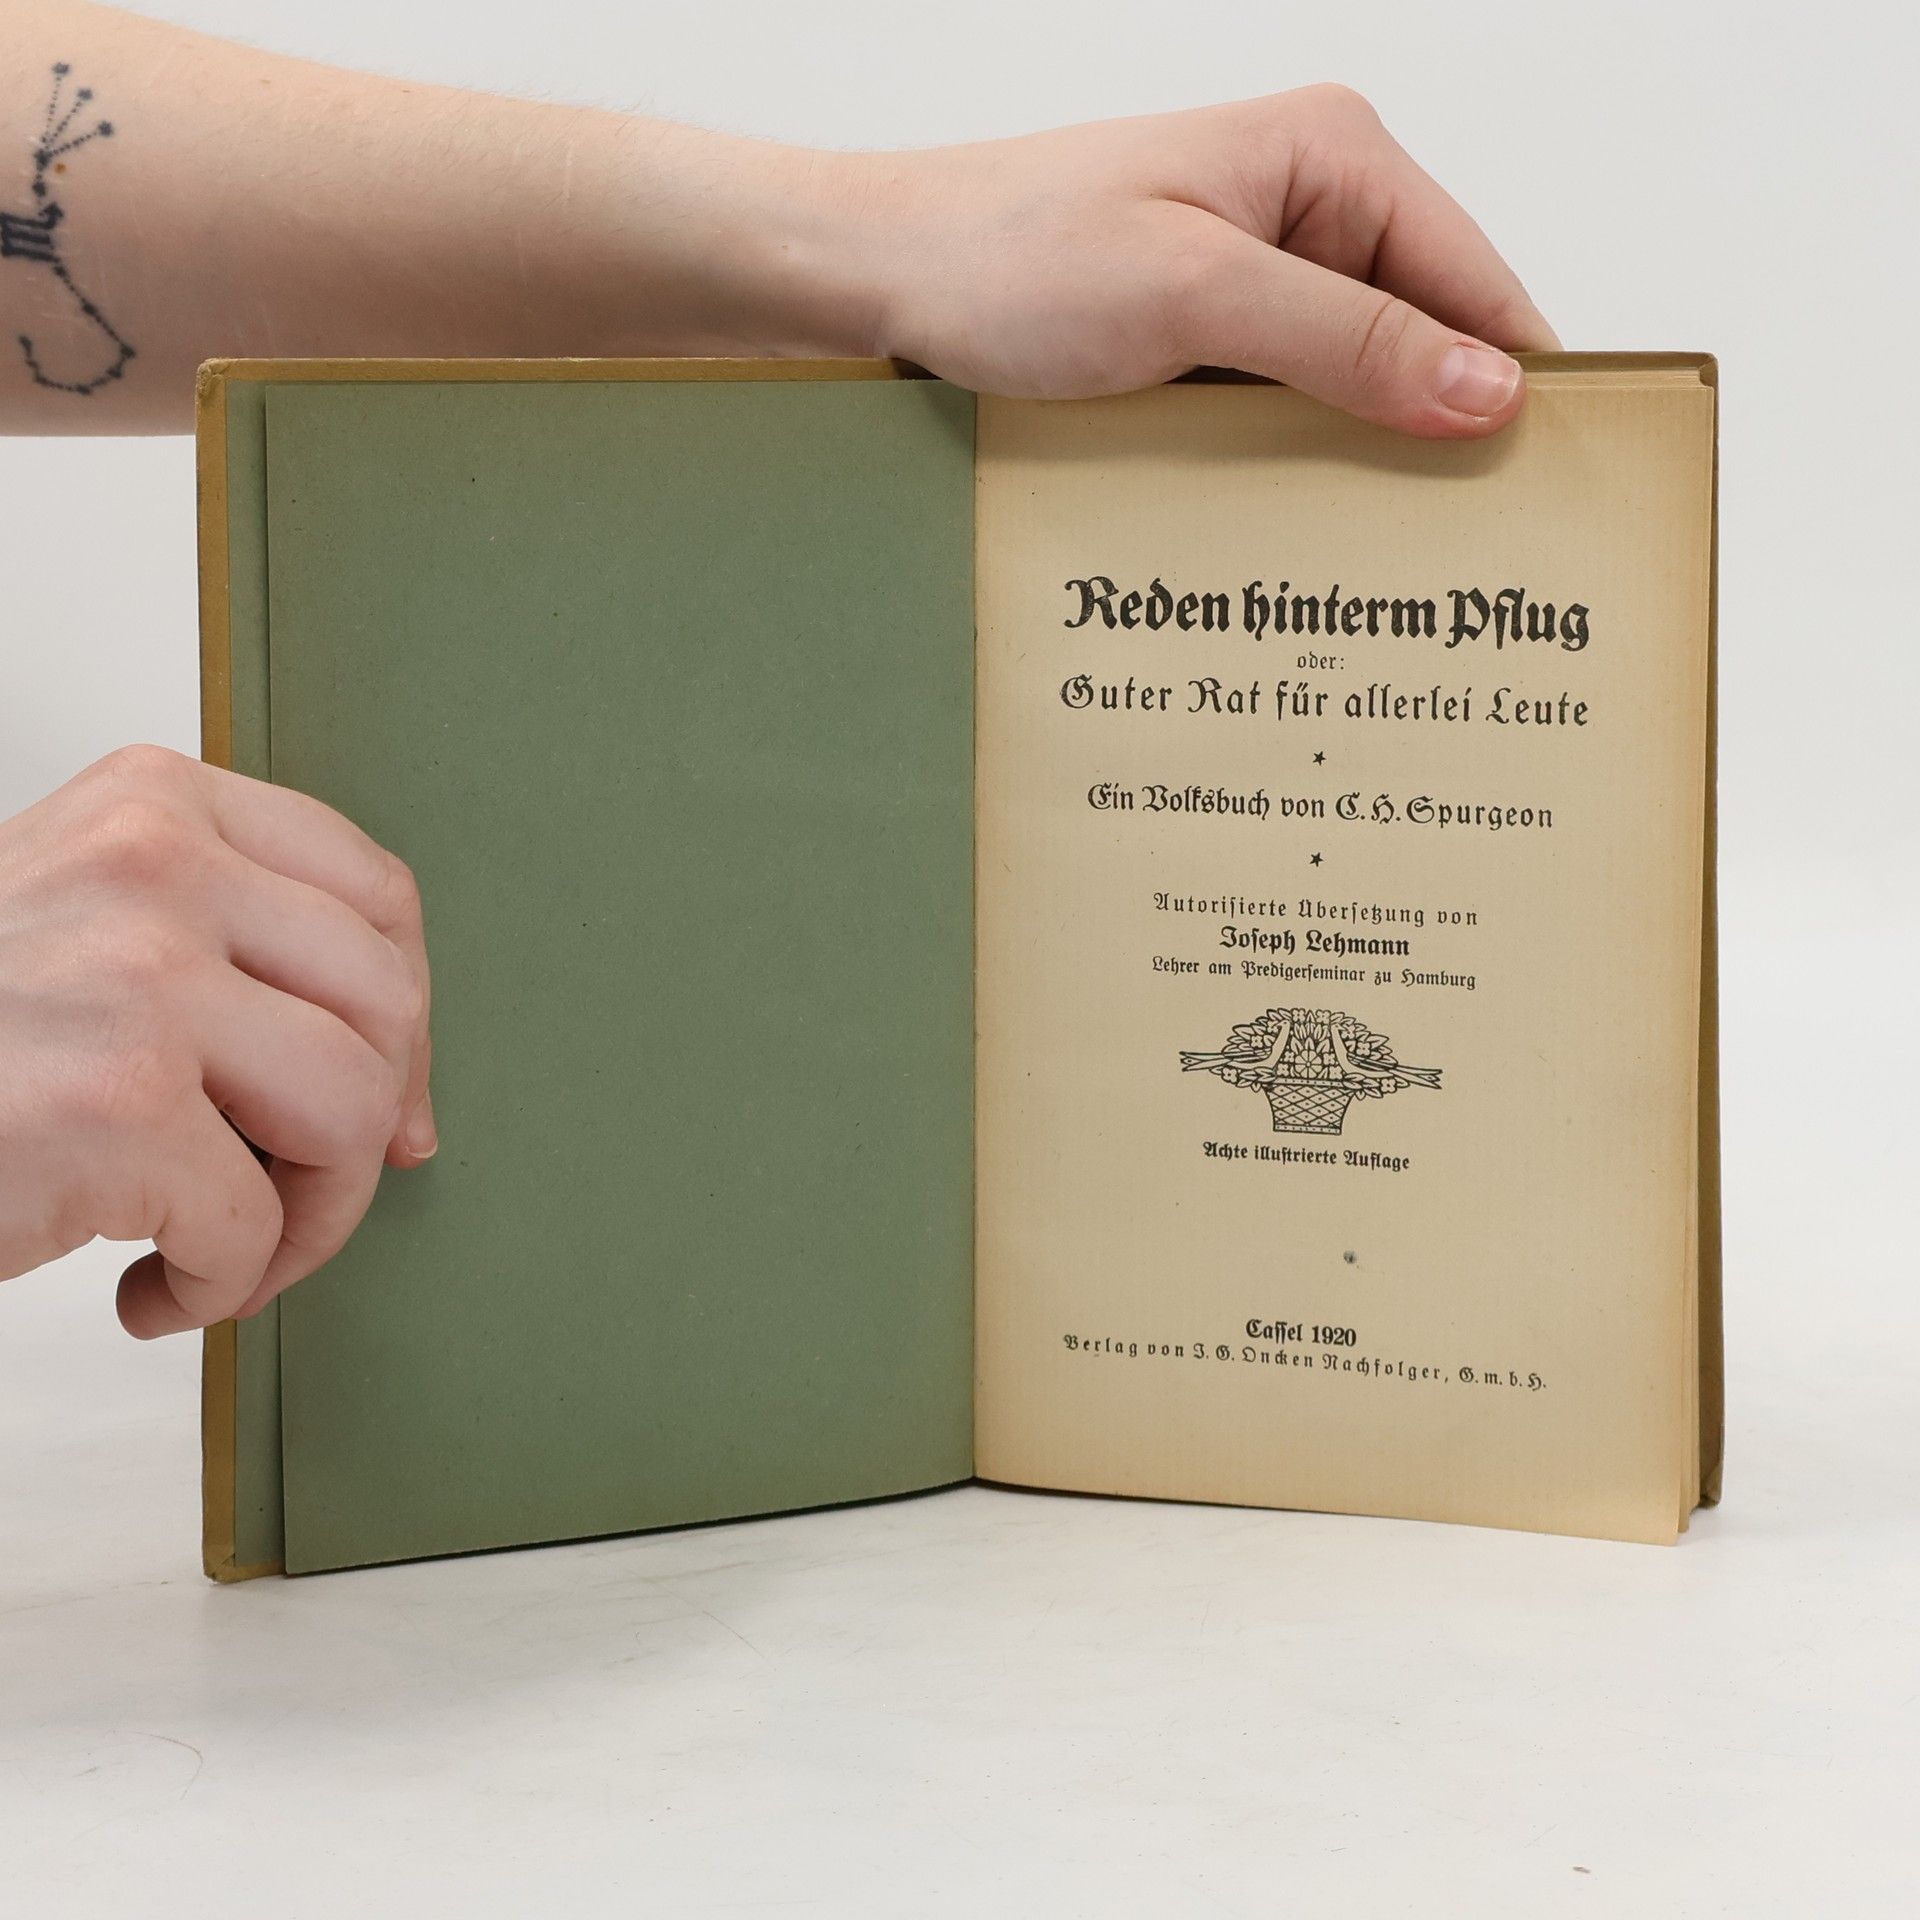 Reden hinterm Pflug
oder:
Guter Rat für allerlei Leute
Ein Volksbuch von C. H. Spurgeon
Autorisierte Übersetzung von
Joseph Lehmann
Lehrer am Predigerseminar zu Hamburg
Achte illustrierte Auflage
Cassel 1920
Verlag von J. G. Oncken Nachfolger, G. m. b. H.